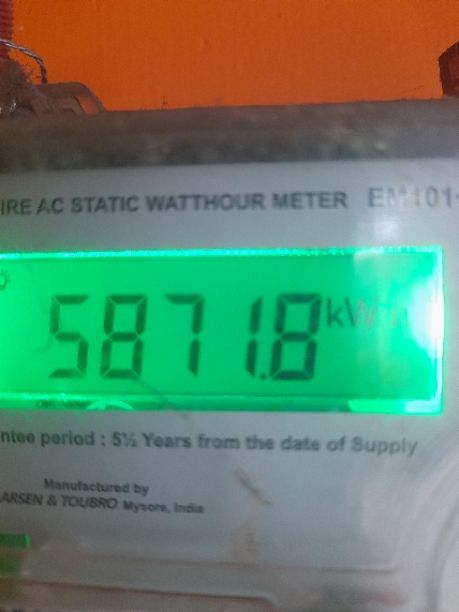 IRE AC STATIC WATTHOUR METER EM101
5871.8 kWh
ntee period : 5½ Years from the date of Supply
Manufactured by
ARSEN & TOUBRO Mysore, India